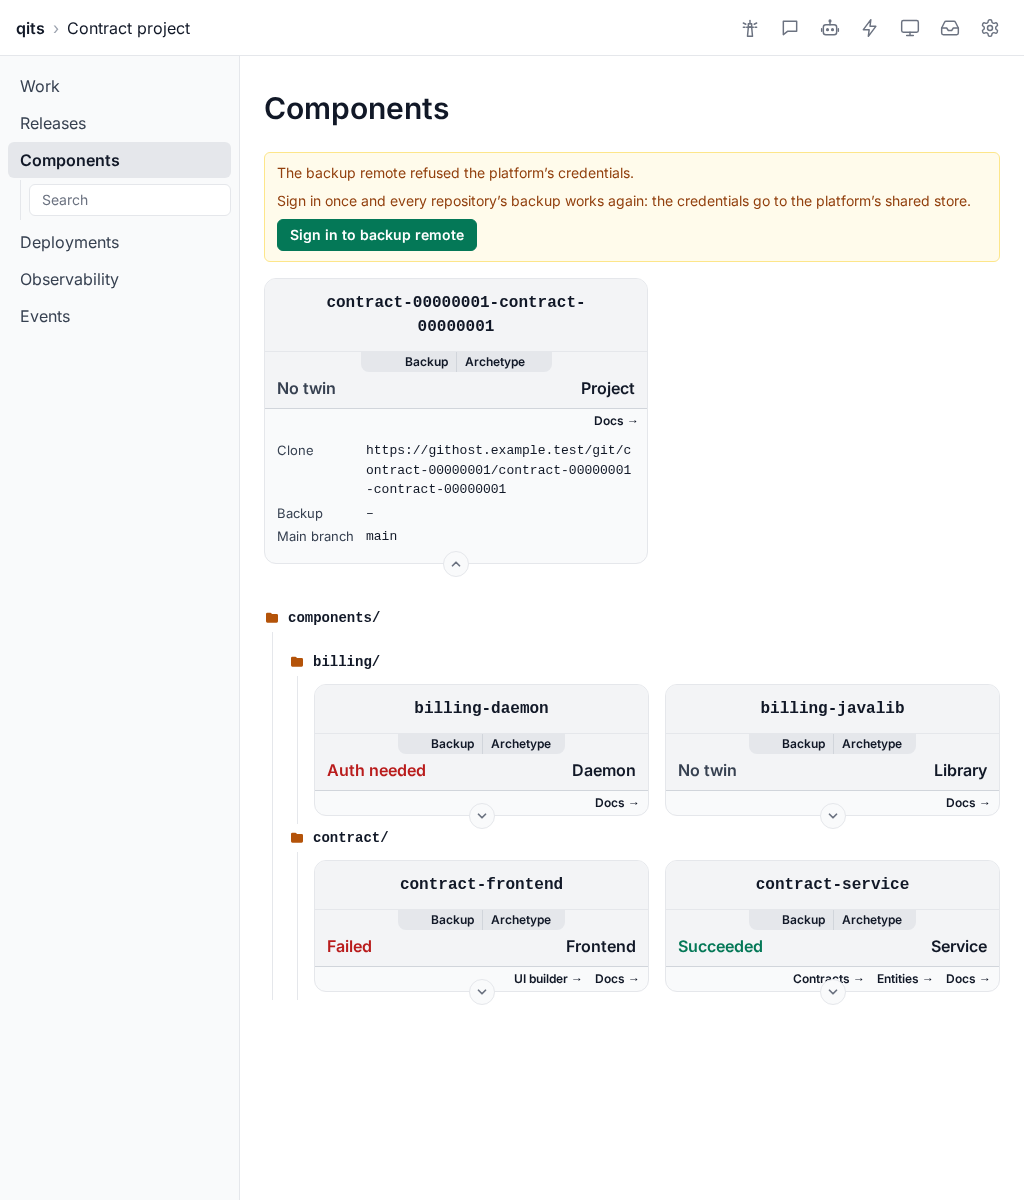 qits › Contract project
Work
Releases
Components
Search
Deployments
Observability
Events
Components
The backup remote refused the platform’s credentials.
Sign in once and every repository’s backup works again: the credentials go to the platform’s shared store.
Sign in to backup remote
contract-00000001-contract-
00000001
Backup Archetype
No twin Project
Docs →
Clone https://githost.example.test/git/c
ontract-00000001/contract-00000001
-contract-00000001
Backup –
Main branch main
components/
billing/
billing-daemon
Backup Archetype
Auth needed Daemon
Docs →
billing-javalib
Backup Archetype
No twin Library
Docs →
contract/
contract-frontend
Backup Archetype
Failed Frontend
UI builder → Docs →
contract-service
Backup Archetype
Succeeded Service
Contracts → Entities → Docs →